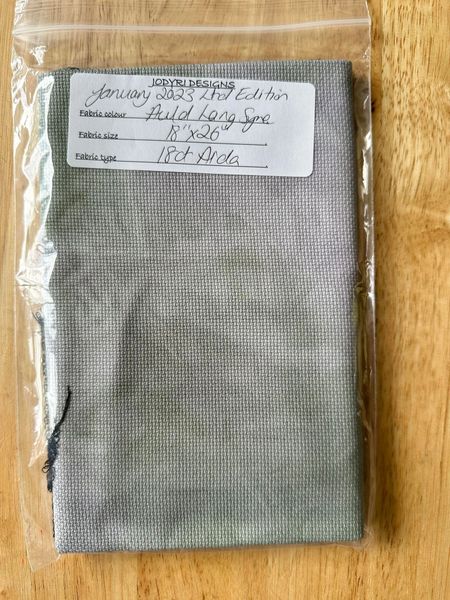 JODYRI DESIGNS
January 2023 Ltd Edition
Fabric colour Auld Lang Syne
Fabric size 18"x26"
Fabric type 18ct Aida